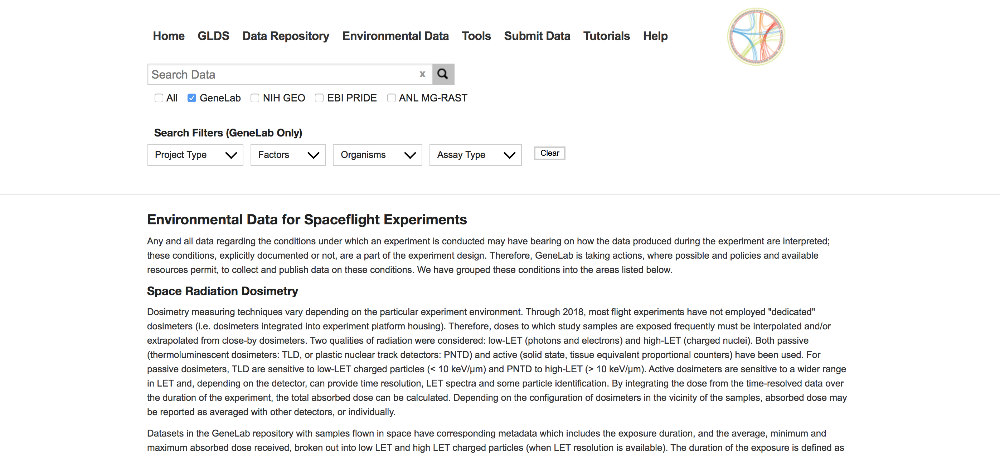 Home GLDS Data Repository Environmental Data Tools Submit Data Tutorials Help
Search Data x
All GeneLab NIH GEO EBI PRIDE ANL MG-RAST
Search Filters (GeneLab Only)
Project Type Factors Organisms Assay Type Clear
Environmental Data for Spaceflight Experiments
Any and all data regarding the conditions under which an experiment is conducted may have bearing on how the data produced during the experiment are interpreted;
these conditions, explicitly documented or not, are a part of the experiment design. Therefore, GeneLab is taking actions, where possible and policies and available
resources permit, to collect and publish data on these conditions. We have grouped these conditions into the areas listed below.
Space Radiation Dosimetry
Dosimetry measuring techniques vary depending on the particular experiment environment. Through 2018, most flight experiments have not employed "dedicated"
dosimeters (i.e. dosimeters integrated into experiment platform housing). Therefore, doses to which study samples are exposed frequently must be interpolated and/or
extrapolated from close-by dosimeters. Two qualities of radiation were considered: low-LET (photons and electrons) and high-LET (charged nuclei). Both passive
(thermoluminescent dosimeters: TLD, or plastic nuclear track detectors: PNTD) and active (solid state, tissue equivalent proportional counters) have been used. For
passive dosimeters, TLD are sensitive to low-LET charged particles (< 10 keV/µm) and PNTD to high-LET (> 10 keV/µm). Active dosimeters are sensitive to a wider range
in LET and, depending on the detector, can provide time resolution, LET spectra and some particle identification. By integrating the dose from the time-resolved data over
the duration of the experiment, the total absorbed dose can be calculated. Depending on the configuration of dosimeters in the vicinity of the samples, absorbed dose may
be reported as averaged with other detectors, or individually.
Datasets in the GeneLab repository with samples flown in space have corresponding metadata which includes the exposure duration, and the average, minimum and
maximum absorbed dose received, broken out into low LET and high LET charged particles (when LET resolution is available). The duration of the exposure is defined as